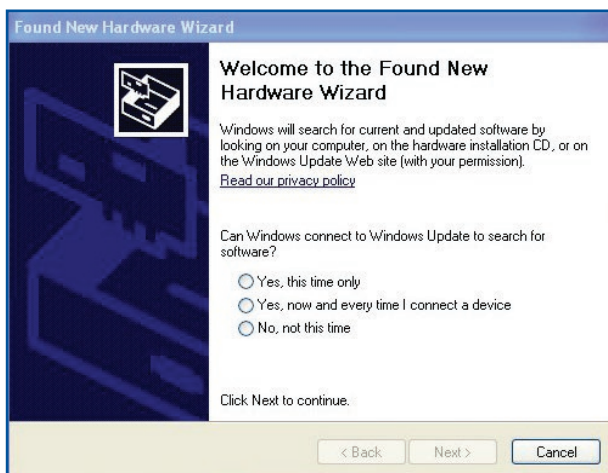 Found New Hardware Wizard
Welcome to the Found New
Hardware Wizard
Windows will search for current and updated software by
looking on your computer, on the hardware installation CD, or on
the Windows Update Web site (with your permission).
Read our privacy policy
Can Windows connect to Windows Update to search for
software?
Yes, this time only
Yes, now and every time I connect a device
No, not this time
Click Next to continue.
< Back Next > Cancel